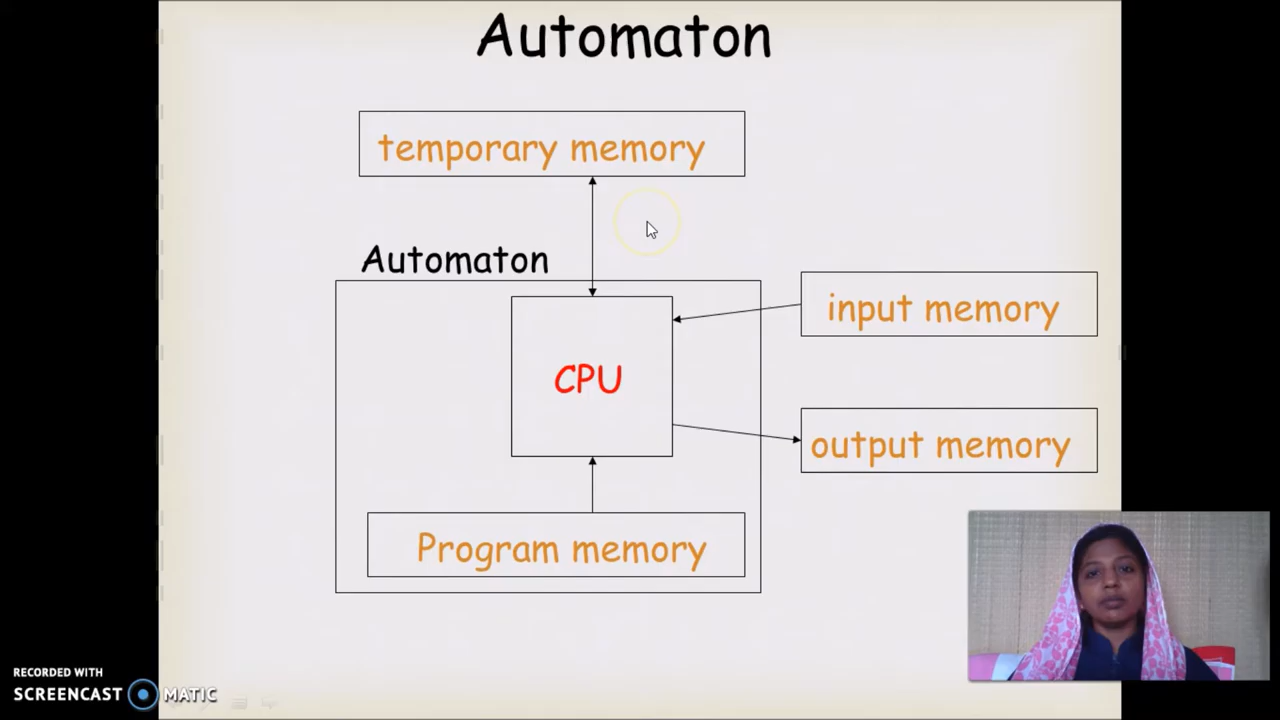 Automaton
temporary memory
Automaton
input memory
CPU
output memory
Program memory
RECORDED WITH
SCREENCAST MATIC